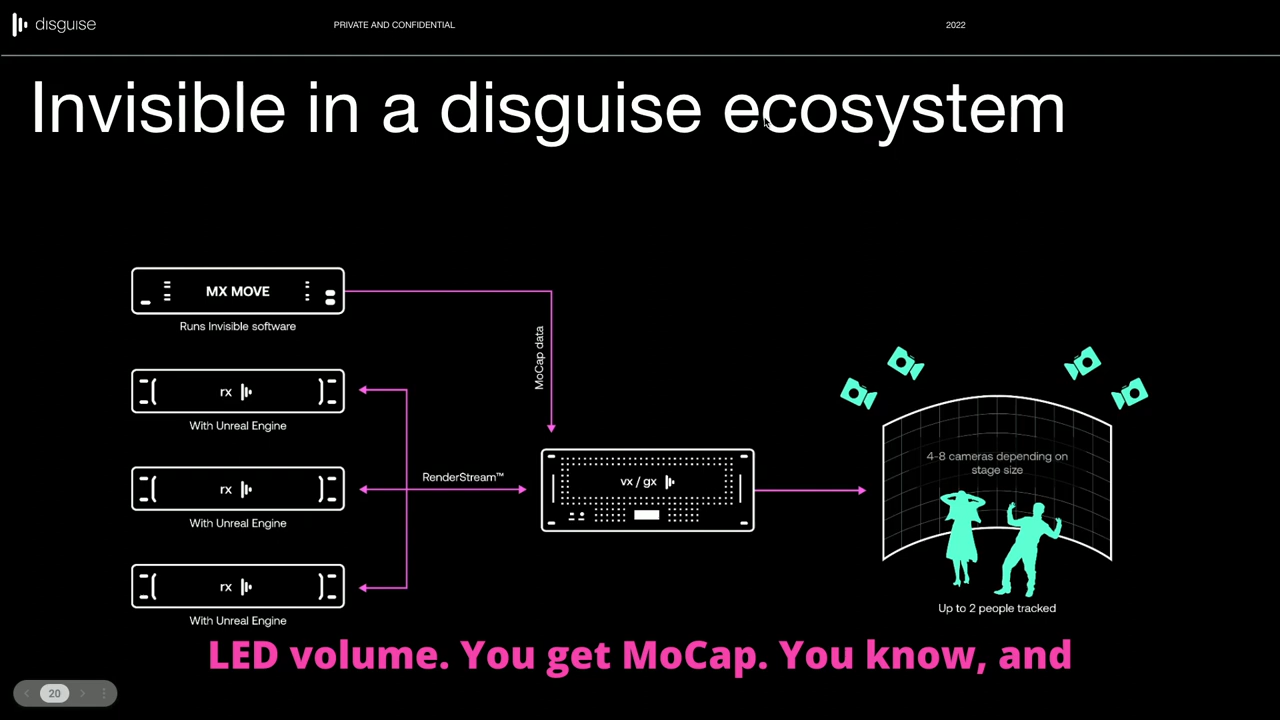 disguise
PRIVATE AND CONFIDENTIAL
2022
Invisible in a disguise ecosystem
MX MOVE
Runs Invisible software
rx
With Unreal Engine
rx
With Unreal Engine
rx
With Unreal Engine
MoCap data
RenderStream™
vx / gx
4-8 cameras depending on
stage size
Up to 2 people tracked
LED volume. You get MoCap. You know, and
20